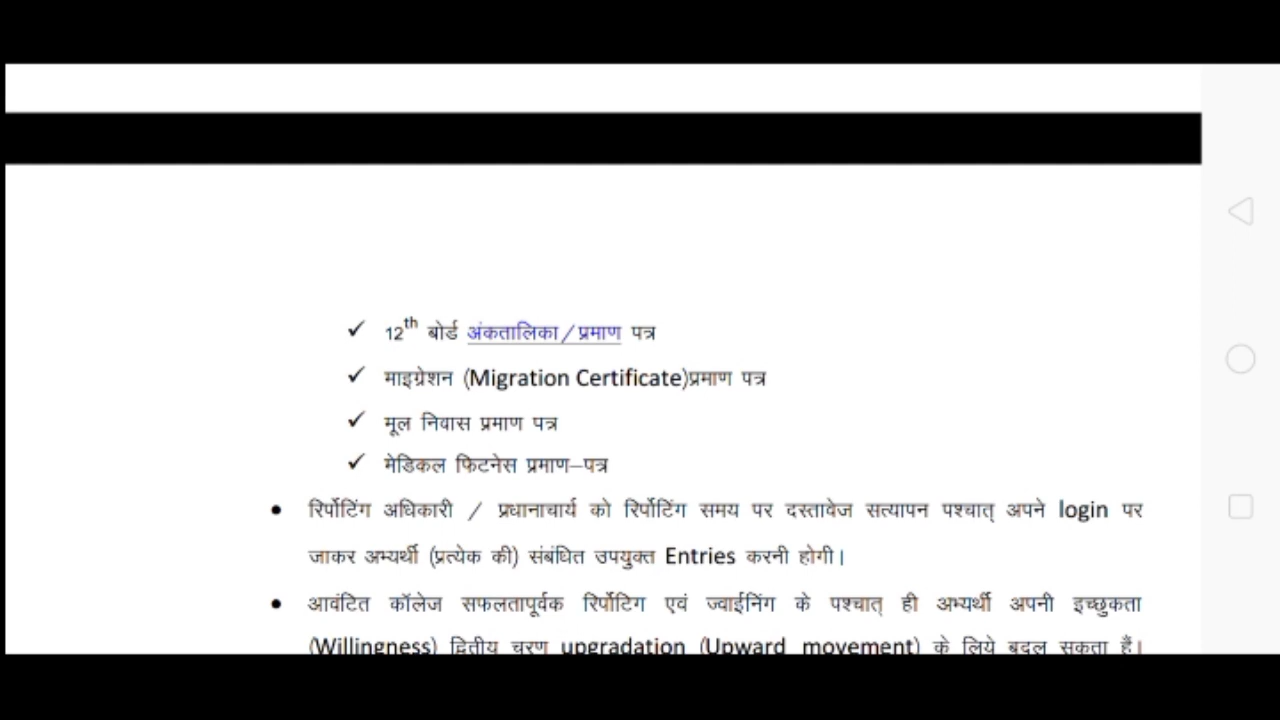 ✓ 12th बोर्ड अंकतालिका/प्रमाण पत्र
✓ माइग्रेशन (Migration Certificate)प्रमाण पत्र
✓ मूल निवास प्रमाण पत्र
✓ मेडिकल फिटनेस प्रमाण–पत्र
• रिर्पोटिंग अधिकारी / प्रधानाचार्य को रिर्पोटिंग समय पर दस्तावेज सत्यापन पश्चात् अपने login पर
जाकर अभ्यर्थी (प्रत्येक की) संबंधित उपयुक्त Entries करनी होगी।
• आवंटित कॉलेज सफलतापूर्वक रिर्पोटिग एवं ज्वाईनिंग के पश्चात् ही अभ्यर्थी अपनी इच्छुकता
(Willingness) द्वितीय चरण upgradation (Upward movement) के लिये बदल सकता हैं।